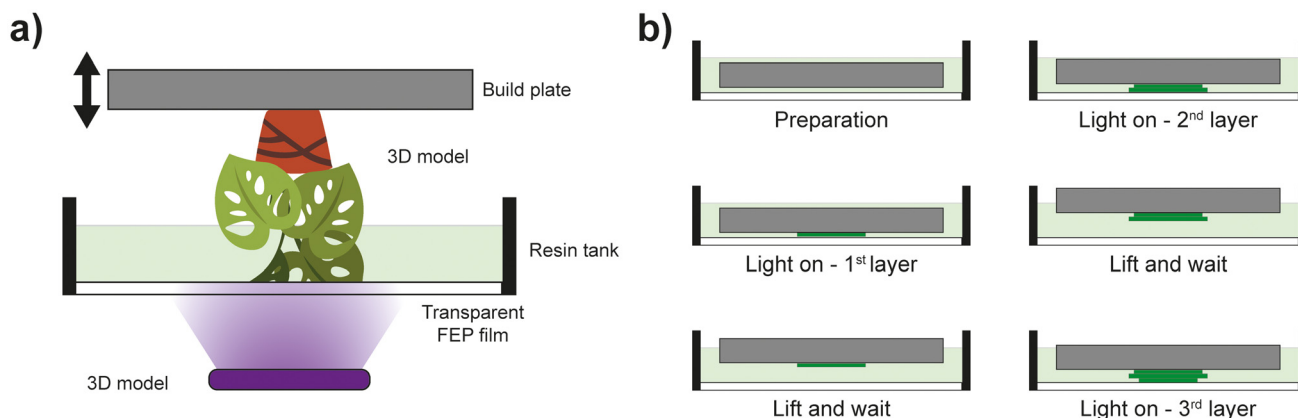 a)
Build plate
3D model
Resin tank
Transparent
FEP film
3D model
b)
Preparation
Light on - 2nd layer
Light on - 1st layer
Lift and wait
Lift and wait
Light on - 3rd layer